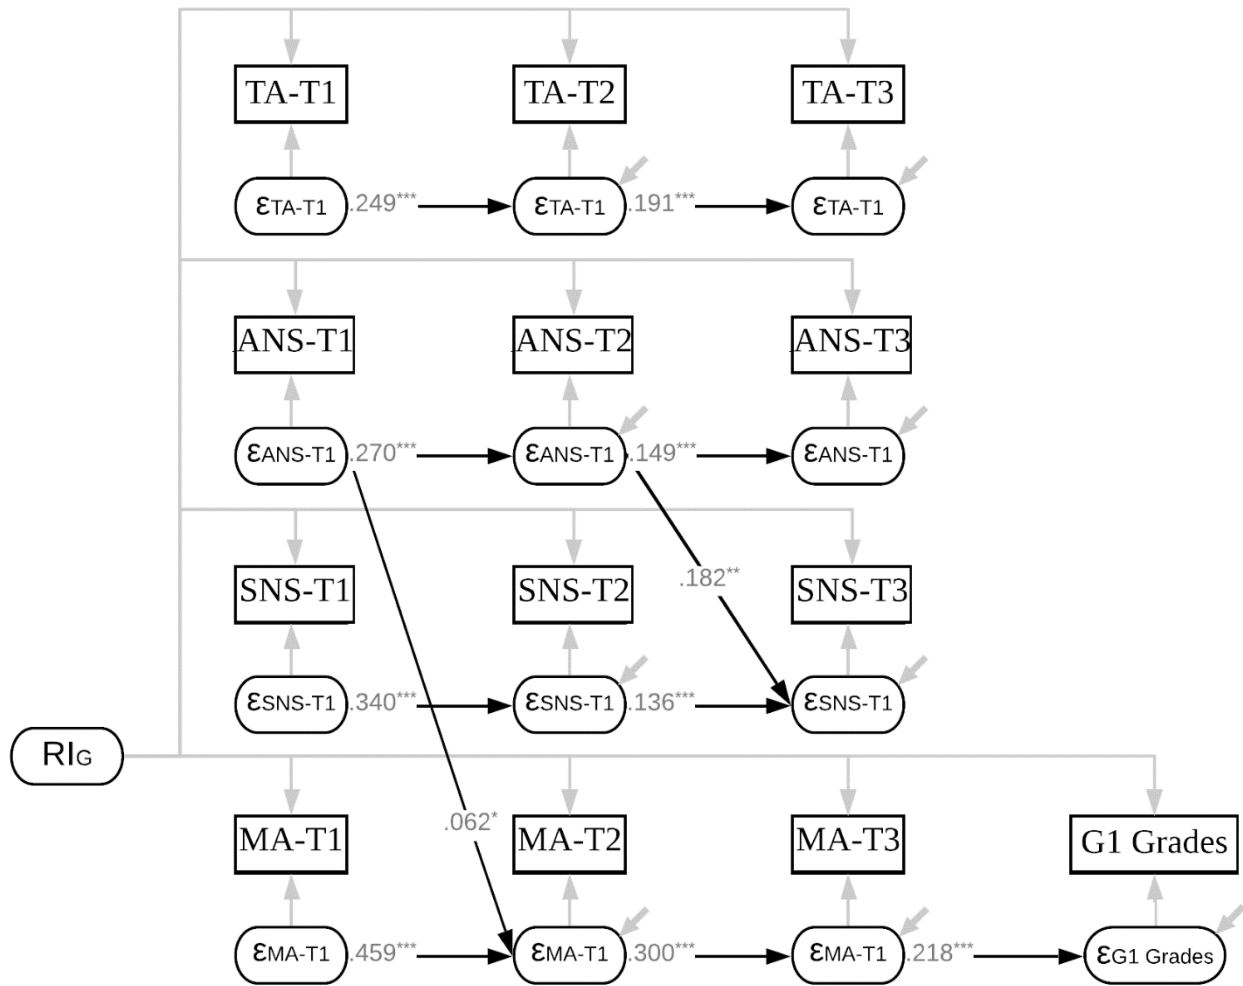 TA-T1 TA-T2 TA-T3
εTA-T1 .249*** εTA-T1 .191*** εTA-T1
ANS-T1 ANS-T2 ANS-T3
εANS-T1 .270*** εANS-T1 .149*** εANS-T1
.182**
SNS-T1 SNS-T2 SNS-T3
εSNS-T1 .340*** εSNS-T1 .136*** εSNS-T1
RIG
.062*
MA-T1 MA-T2 MA-T3 G1 Grades
εMA-T1 .459*** εMA-T1 .300*** εMA-T1 .218*** εG1 Grades